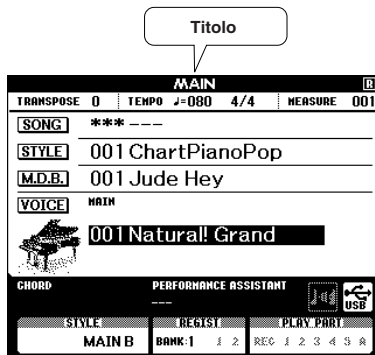 Titolo
MAIN R
TRANSPOSE 0 TEMPO ♩=080 4/4 MEASURE 001
SONG *** ---
STYLE 001 ChartPianoPop
M.D.B. 001 Jude Hey
VOICE MAIN
001 Natural! Grand
CHORD PERFORMANCE ASSISTANT
---
USB
STYLE REGIST PLAY PART
MAIN B BANK:1 1 2 REC 1 2 3 4 5 A